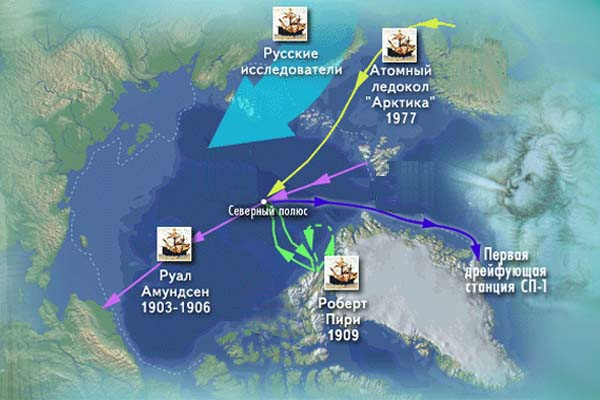 Русские
исследователи
Атомный
ледокол
"Арктика"
1977
Северный полюс
Руал
Амундсен
1903-1906
Роберт
Пири
1909
Первая
дрейфующая
станция СП-1